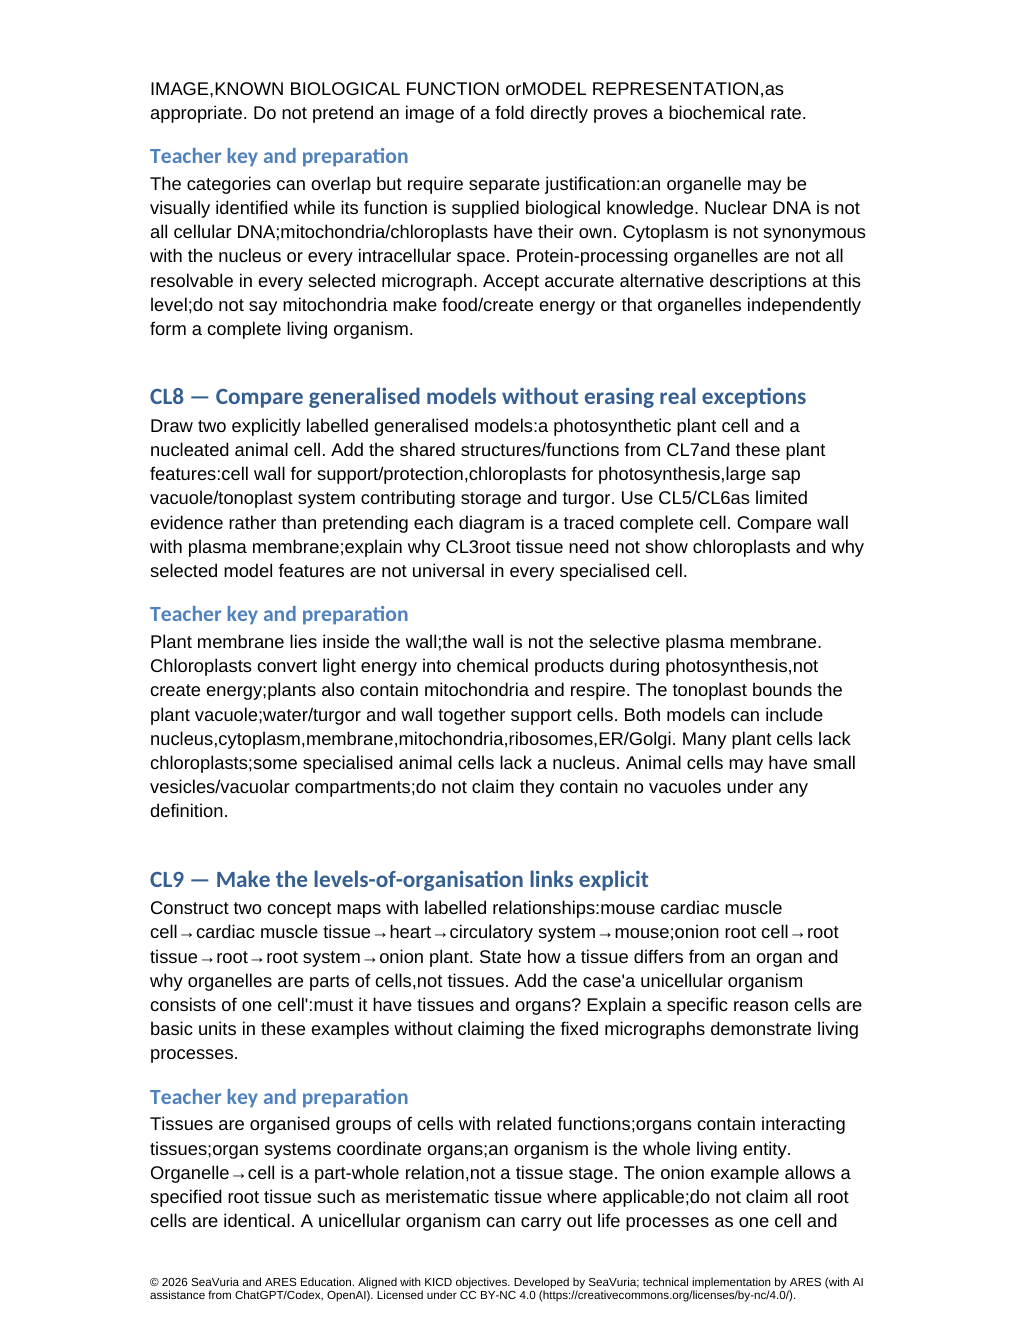 IMAGE,KNOWN BIOLOGICAL FUNCTION orMODEL REPRESENTATION,as
appropriate. Do not pretend an image of a fold directly proves a biochemical rate.
Teacher key and preparation
The categories can overlap but require separate justification:an organelle may be
visually identified while its function is supplied biological knowledge. Nuclear DNA is not
all cellular DNA;mitochondria/chloroplasts have their own. Cytoplasm is not synonymous
with the nucleus or every intracellular space. Protein-processing organelles are not all
resolvable in every selected micrograph. Accept accurate alternative descriptions at this
level;do not say mitochondria make food/create energy or that organelles independently
form a complete living organism.
CL8 — Compare generalised models without erasing real exceptions
Draw two explicitly labelled generalised models:a photosynthetic plant cell and a
nucleated animal cell. Add the shared structures/functions from CL7and these plant
features:cell wall for support/protection,chloroplasts for photosynthesis,large sap
vacuole/tonoplast system contributing storage and turgor. Use CL5/CL6as limited
evidence rather than pretending each diagram is a traced complete cell. Compare wall
with plasma membrane;explain why CL3root tissue need not show chloroplasts and why
selected model features are not universal in every specialised cell.
Teacher key and preparation
Plant membrane lies inside the wall;the wall is not the selective plasma membrane.
Chloroplasts convert light energy into chemical products during photosynthesis,not
create energy;plants also contain mitochondria and respire. The tonoplast bounds the
plant vacuole;water/turgor and wall together support cells. Both models can include
nucleus,cytoplasm,membrane,mitochondria,ribosomes,ER/Golgi. Many plant cells lack
chloroplasts;some specialised animal cells lack a nucleus. Animal cells may have small
vesicles/vacuolar compartments;do not claim they contain no vacuoles under any
definition.
CL9 — Make the levels-of-organisation links explicit
Construct two concept maps with labelled relationships:mouse cardiac muscle
cell→cardiac muscle tissue→heart→circulatory system→mouse;onion root cell→root
tissue→root→root system→onion plant. State how a tissue differs from an organ and
why organelles are parts of cells,not tissues. Add the case'a unicellular organism
consists of one cell':must it have tissues and organs? Explain a specific reason cells are
basic units in these examples without claiming the fixed micrographs demonstrate living
processes.
Teacher key and preparation
Tissues are organised groups of cells with related functions;organs contain interacting
tissues;organ systems coordinate organs;an organism is the whole living entity.
Organelle→cell is a part-whole relation,not a tissue stage. The onion example allows a
specified root tissue such as meristematic tissue where applicable;do not claim all root
cells are identical. A unicellular organism can carry out life processes as one cell and
© 2026 SeaVuria and ARES Education. Aligned with KICD objectives. Developed by SeaVuria; technical implementation by ARES (with AI
assistance from ChatGPT/Codex, OpenAI). Licensed under CC BY-NC 4.0 (https://creativecommons.org/licenses/by-nc/4.0/).